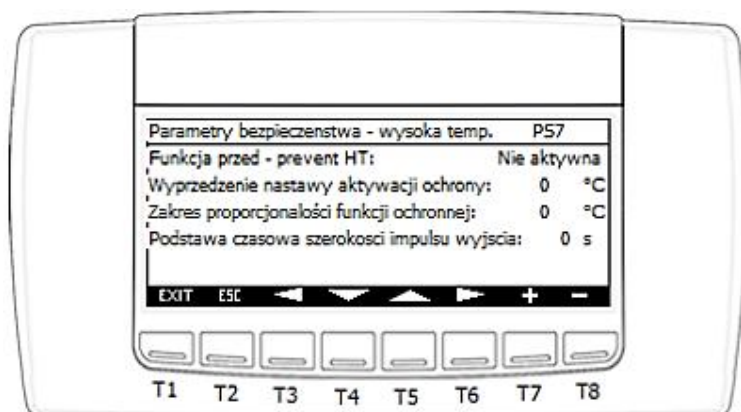 Parametry bezpieczenstwa - wysoka temp. PS7
Funkcja przed - prevent HT: Nie aktywna
Wyprzedzenie nastawy aktywacji ochrony: 0 °C
Zakres proporcjonalości funkcji ochronnej: 0 °C
Podstawa czasowa szerokosci impulsu wyjscia: 0 s
EXIT ESC + -
T1 T2 T3 T4 T5 T6 T7 T8